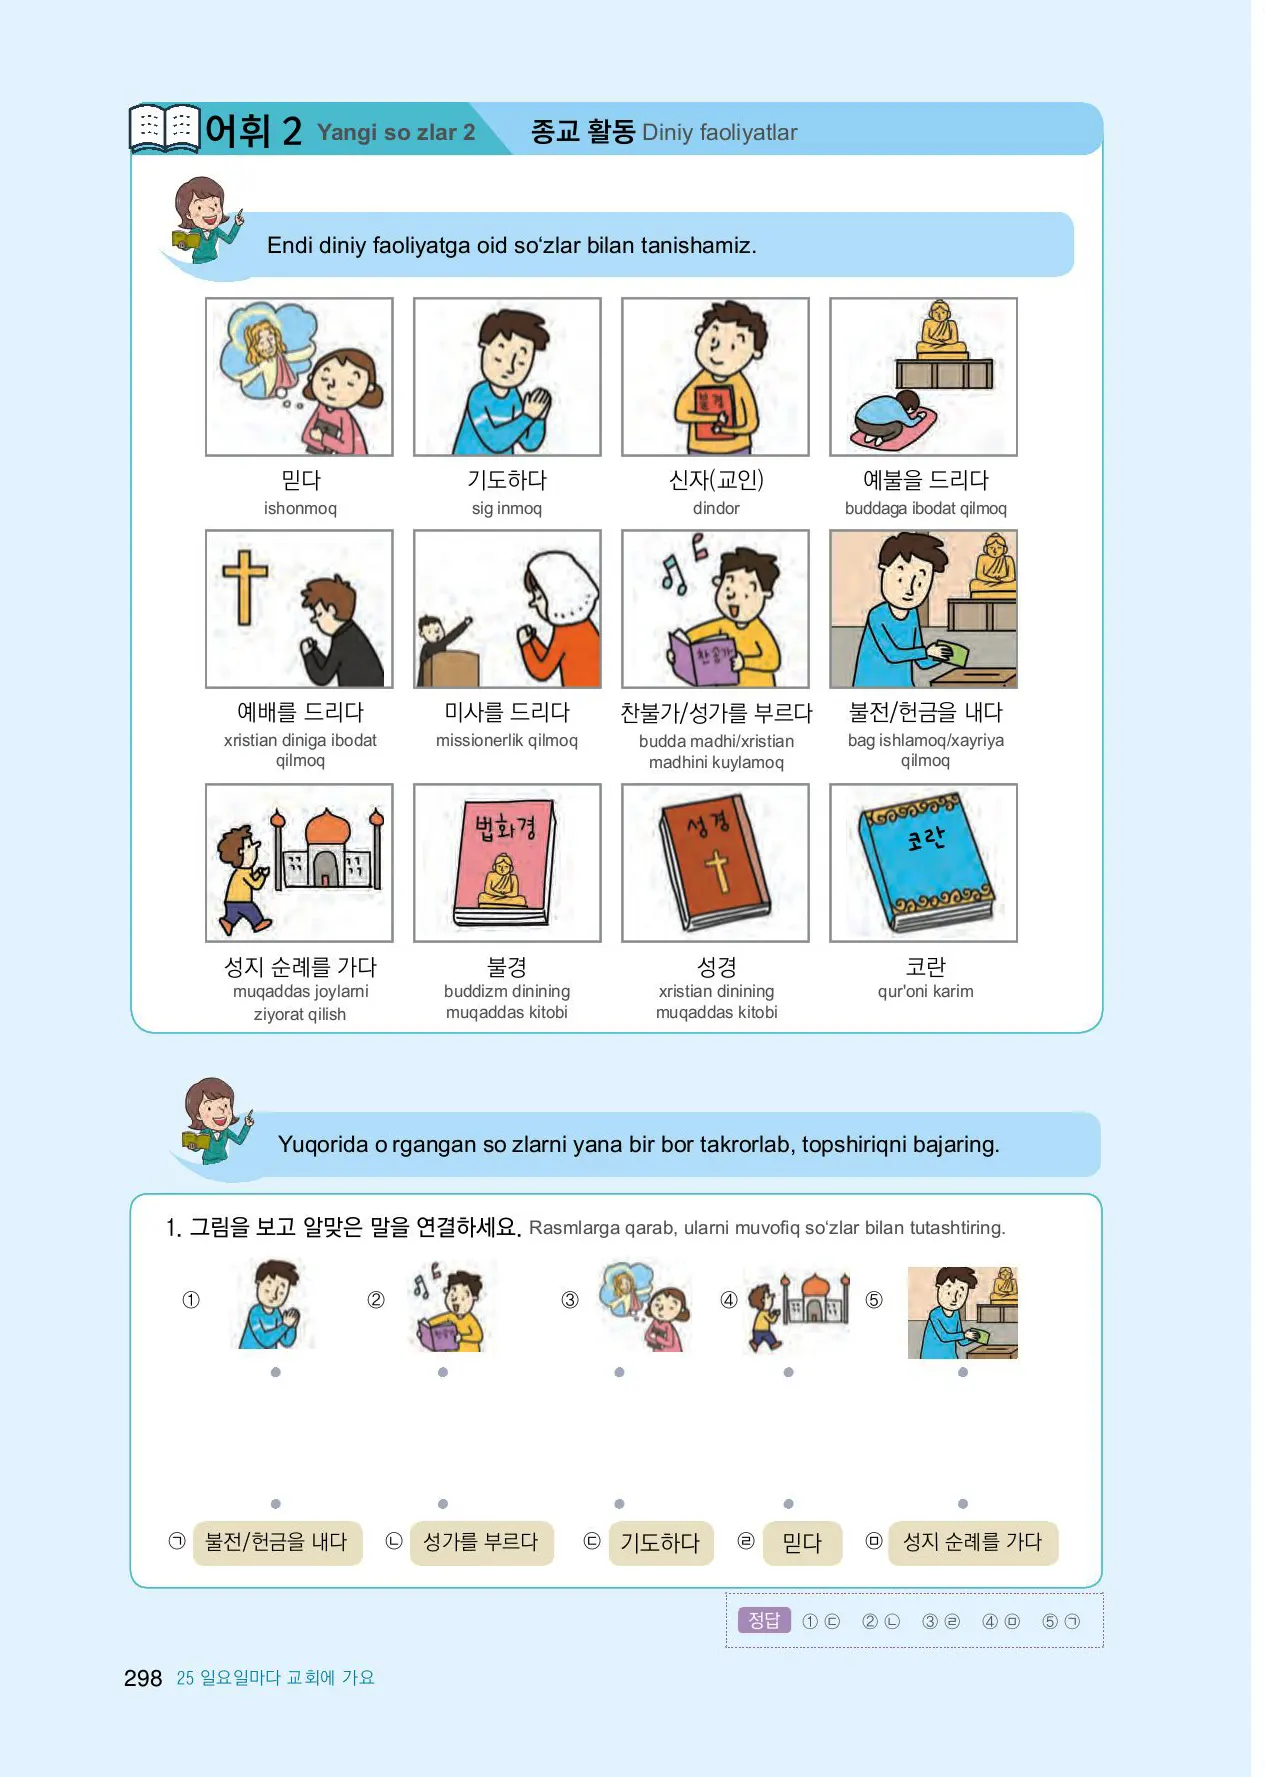 어휘 2 Yangi so zlar 2 종교 활동 Diniy faoliyatlar
Endi diniy faoliyatga oid so‘zlar bilan tanishamiz.
불경
믿다 기도하다 신자(교인) 예불을 드리다
ishonmoq sig inmoq dindor buddaga ibodat qilmoq
찬송가
예배를 드리다 미사를 드리다 찬불가/성가를 부르다 불전/헌금을 내다
xristian diniga ibodat missionerlik qilmoq budda madhi/xristian bag ishlamoq/xayriya
qilmoq madhini kuylamoq qilmoq
법화경 성경 코란
성지 순례를 가다 불경 성경 코란
muqaddas joylarni buddizm dinining xristian dinining qur'oni karim
ziyorat qilish muqaddas kitobi muqaddas kitobi
Yuqorida o rgangan so zlarni yana bir bor takrorlab, topshiriqni bajaring.
1. 그림을 보고 알맞은 말을 연결하세요. Rasmlarga qarab, ularni muvofiq so‘zlar bilan tutashtiring.
① ② ③ ④ ⑤
찬송가
㉠ 불전/헌금을 내다 ㉡ 성가를 부르다 ㉢ 기도하다 ㉣ 믿다 ㉤ 성지 순례를 가다
정답 ① ㉢ ② ㉡ ③ ㉣ ④ ㉤ ⑤ ㉠
298 25 일요일마다 교회에 가요